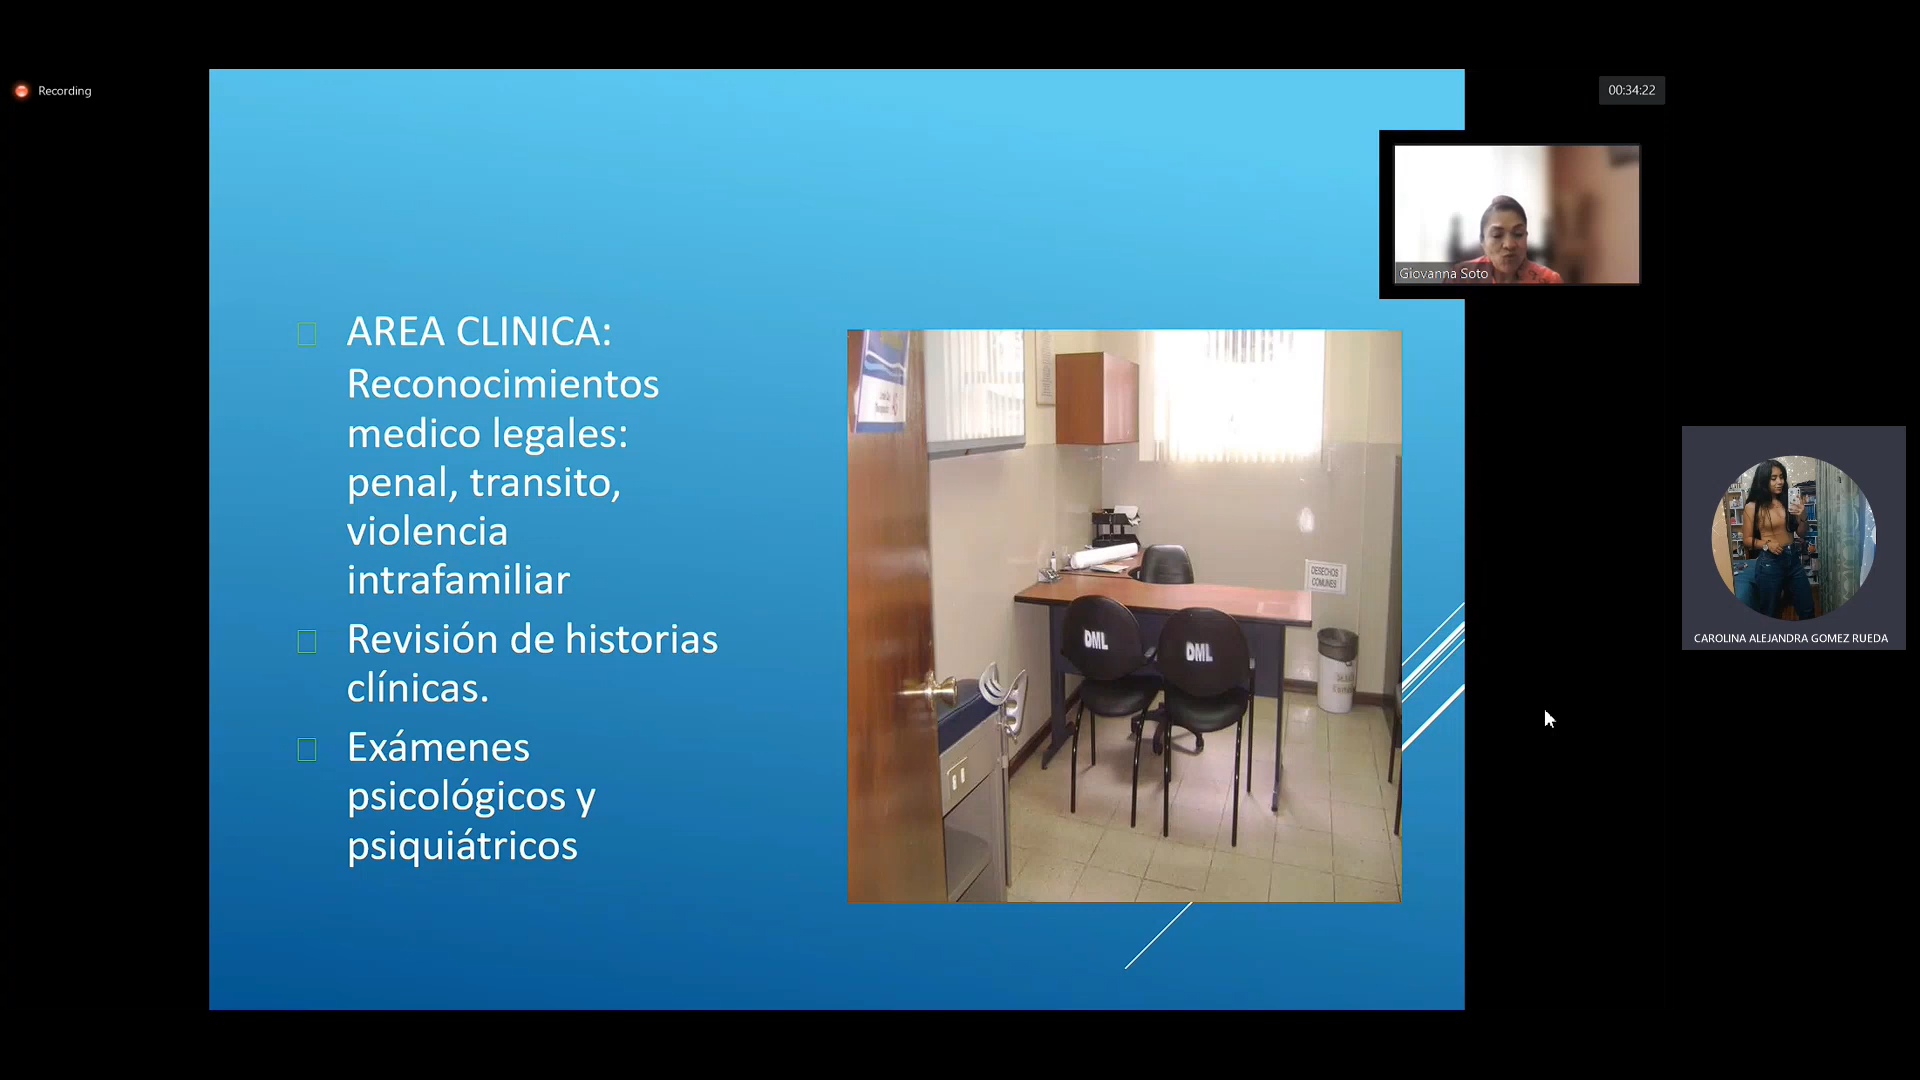 Recording
00:34:22
Giovanna Soto
AREA CLINICA:
Reconocimientos
medico legales:
penal, transito,
violencia
intrafamiliar
Revisión de historias
clínicas.
Exámenes
psicológicos y
psiquiátricos
DML
DML
DESECHOS
COMUNES
CAROLINA ALEJANDRA GOMEZ RUEDA